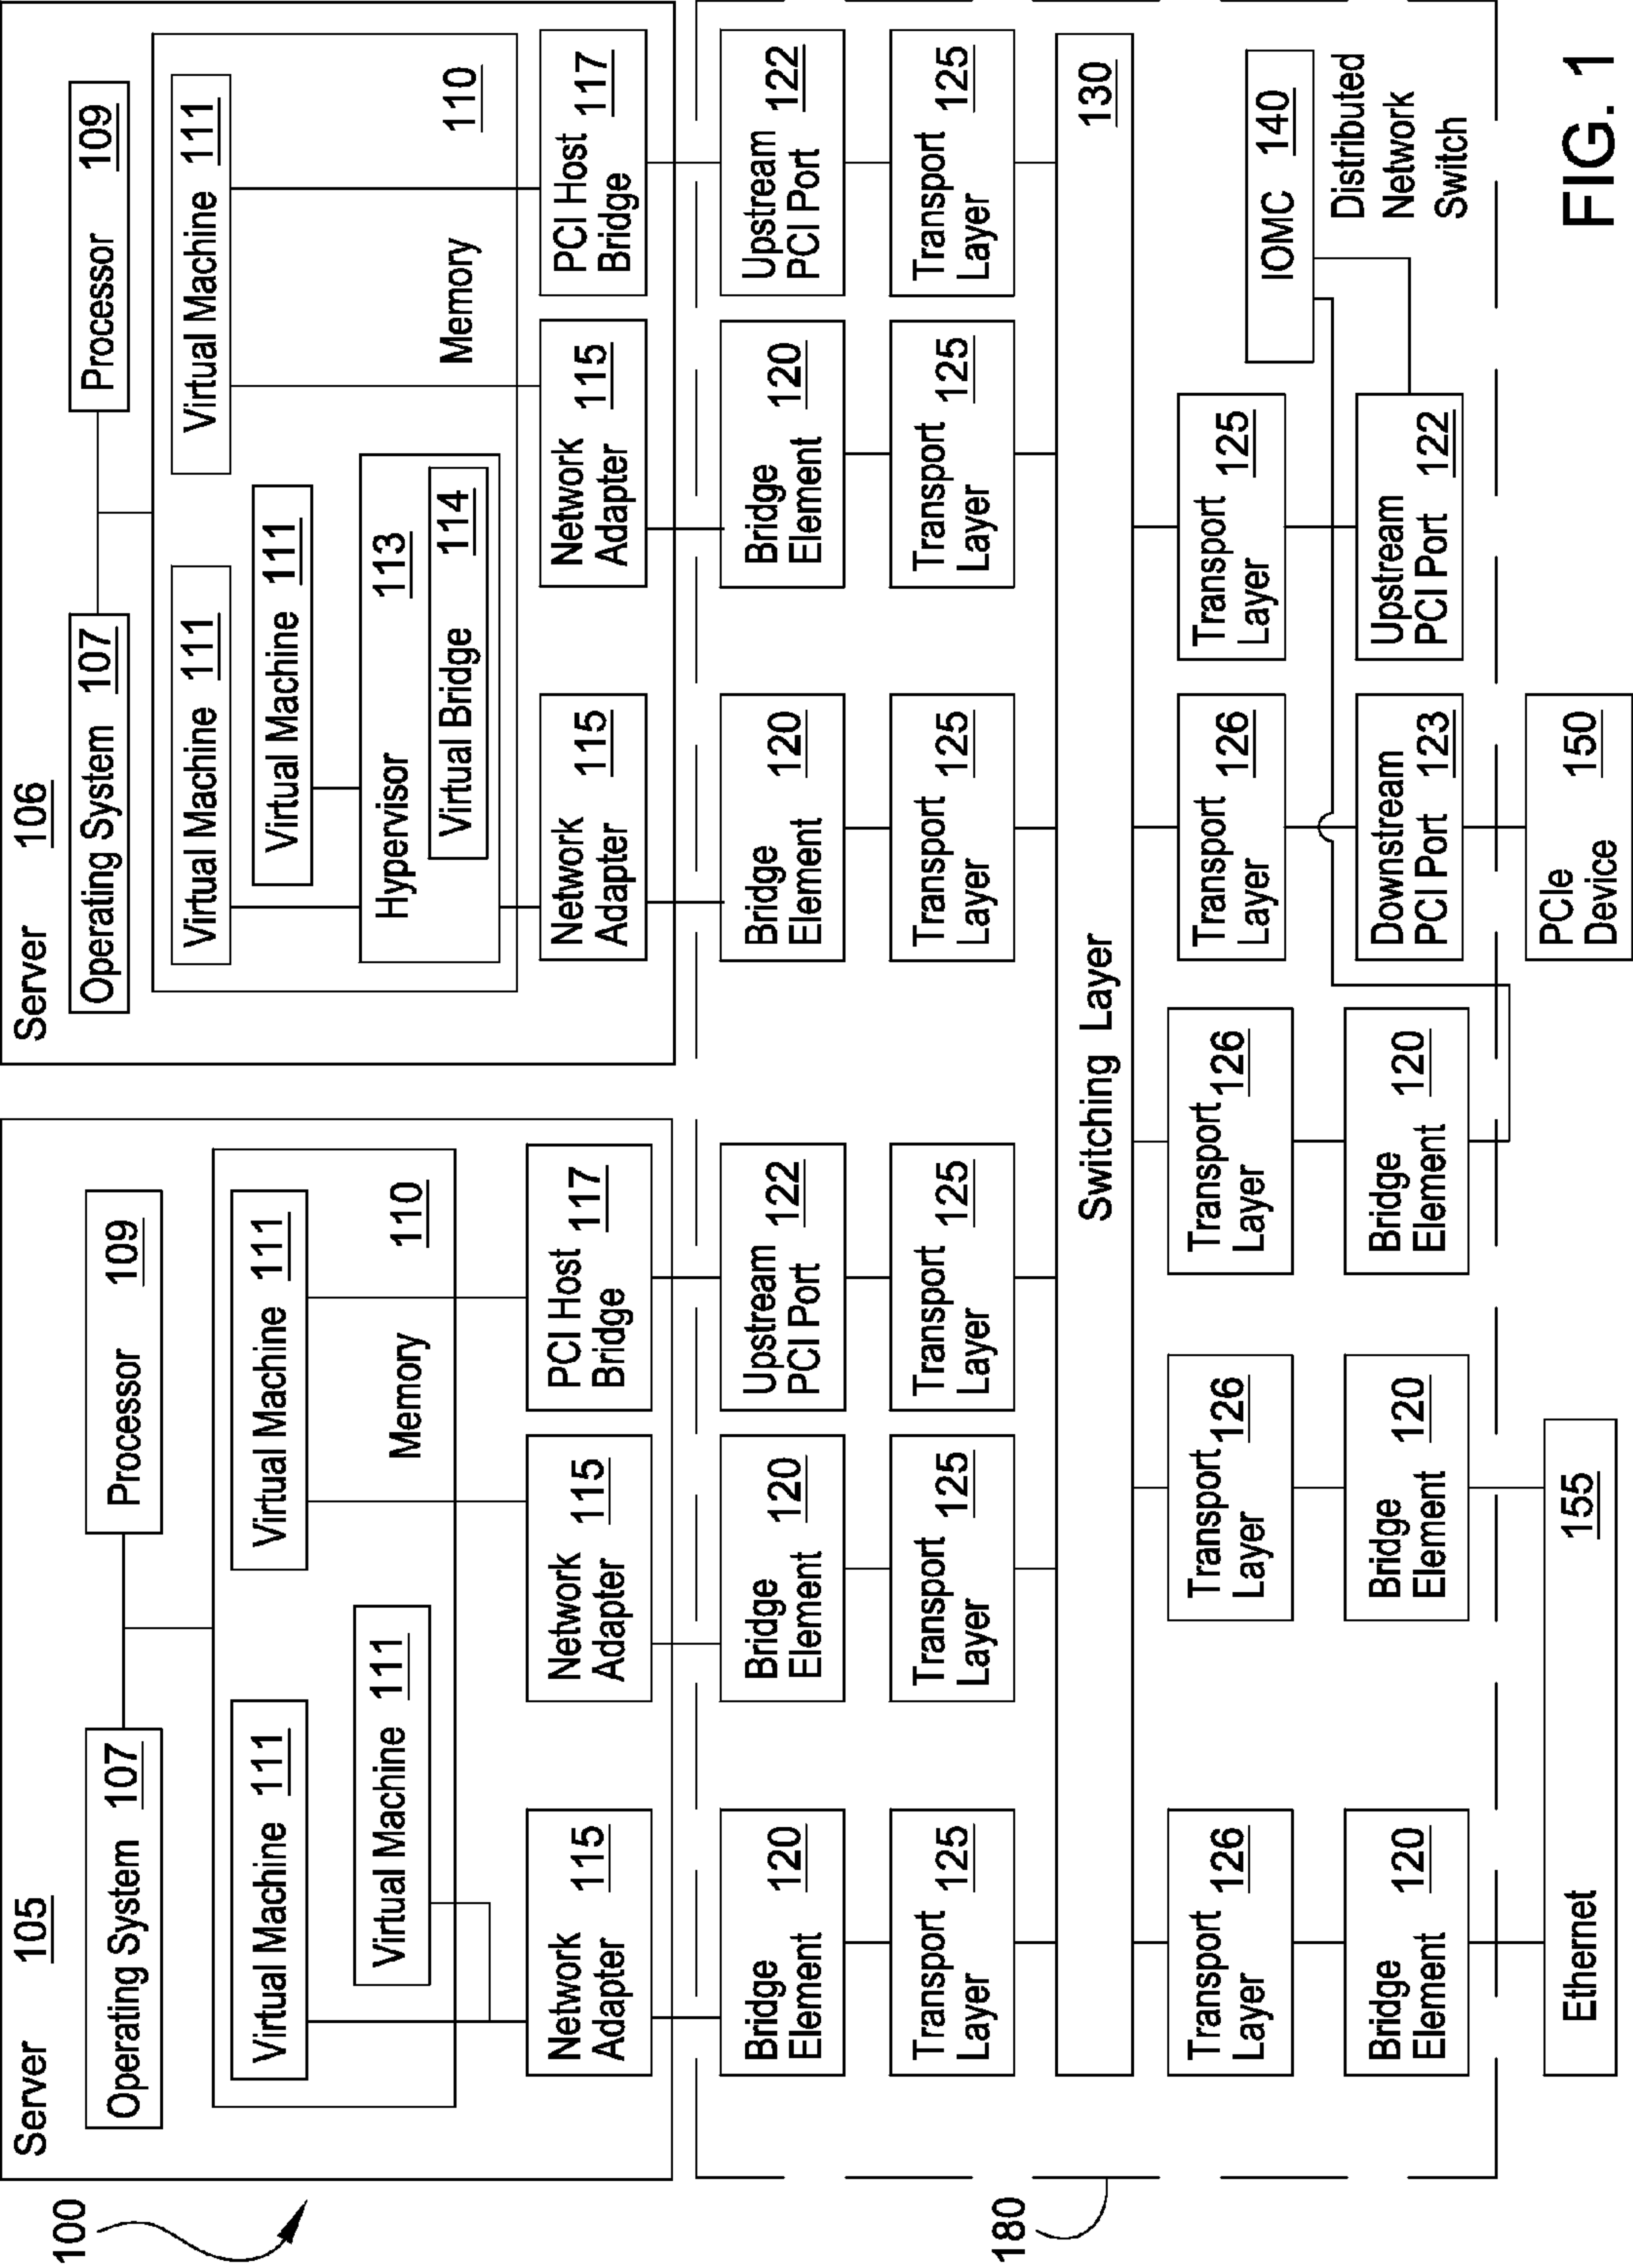 100
Server 105
Operating System 107
Processor 109
Virtual Machine 111
Virtual Machine 111
Virtual Machine 111
Memory 110
Network
Adapter 115
Network
Adapter 115
PCI Host
Bridge 117
Server 106
Operating System 107
Processor 109
Virtual Machine 111
Virtual Machine 111
Virtual Machine 111
Hypervisor 113
Virtual Bridge 114
Memory 110
Network
Adapter 115
Network
Adapter 115
PCI Host
Bridge 117
180
Bridge
Element 120
Bridge
Element 120
Upstream
PCI Port 122
Bridge
Element 120
Bridge
Element 120
Upstream
PCI Port 122
Transport
Layer 125
Transport
Layer 125
Transport
Layer 125
Transport
Layer 125
Transport
Layer 125
Transport
Layer 125
Switching Layer 130
Transport
Layer 126
Transport
Layer 126
Transport
Layer 126
Transport
Layer 126
Transport
Layer 125
IOMC 140
Bridge
Element 120
Bridge
Element 120
Bridge
Element 120
Downstream
PCI Port 123
Upstream
PCI Port 122
Distributed
Network
Switch
Ethernet 155
PCIe
Device 150
FIG. 1